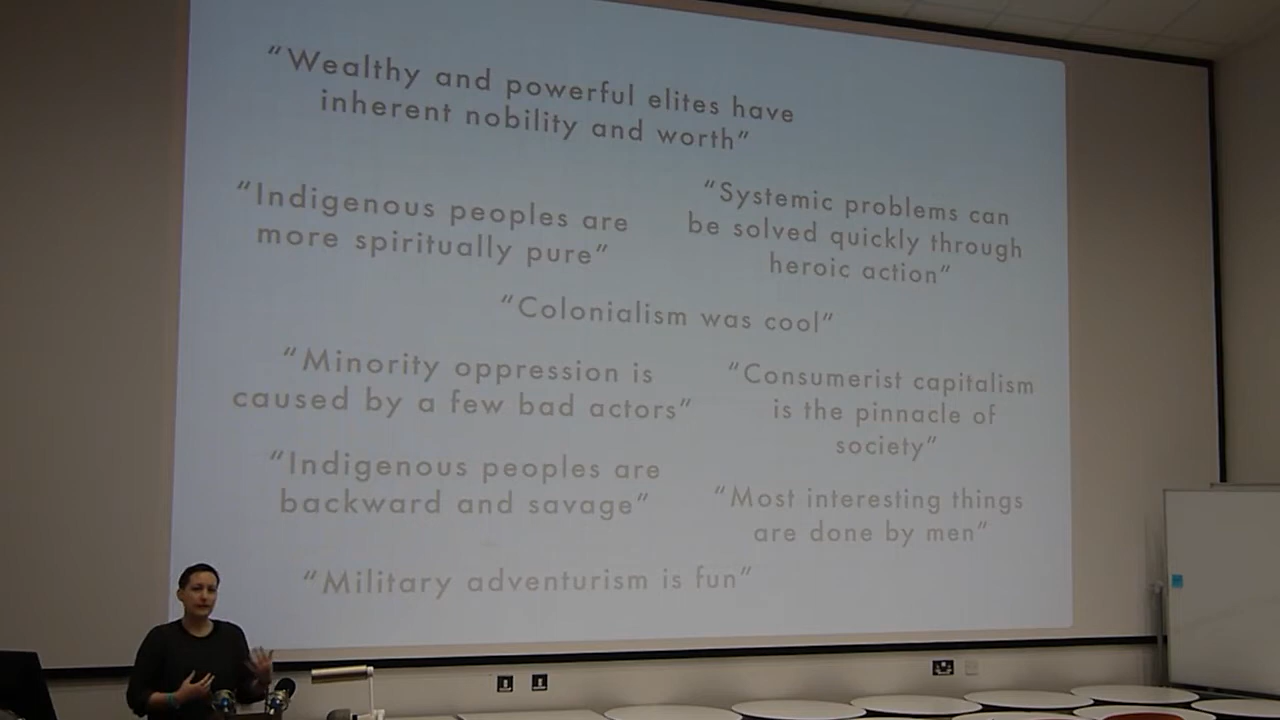 “Wealthy and powerful elites have
inherent nobility and worth”
“Indigenous peoples are
more spiritually pure”
“Systemic problems can
be solved quickly through
heroic action”
“Colonialism was cool”
“Minority oppression is
caused by a few bad actors”
“Consumerist capitalism
is the pinnacle of
society”
“Indigenous peoples are
backward and savage”
“Most interesting things
are done by men”
“Military adventurism is fun”